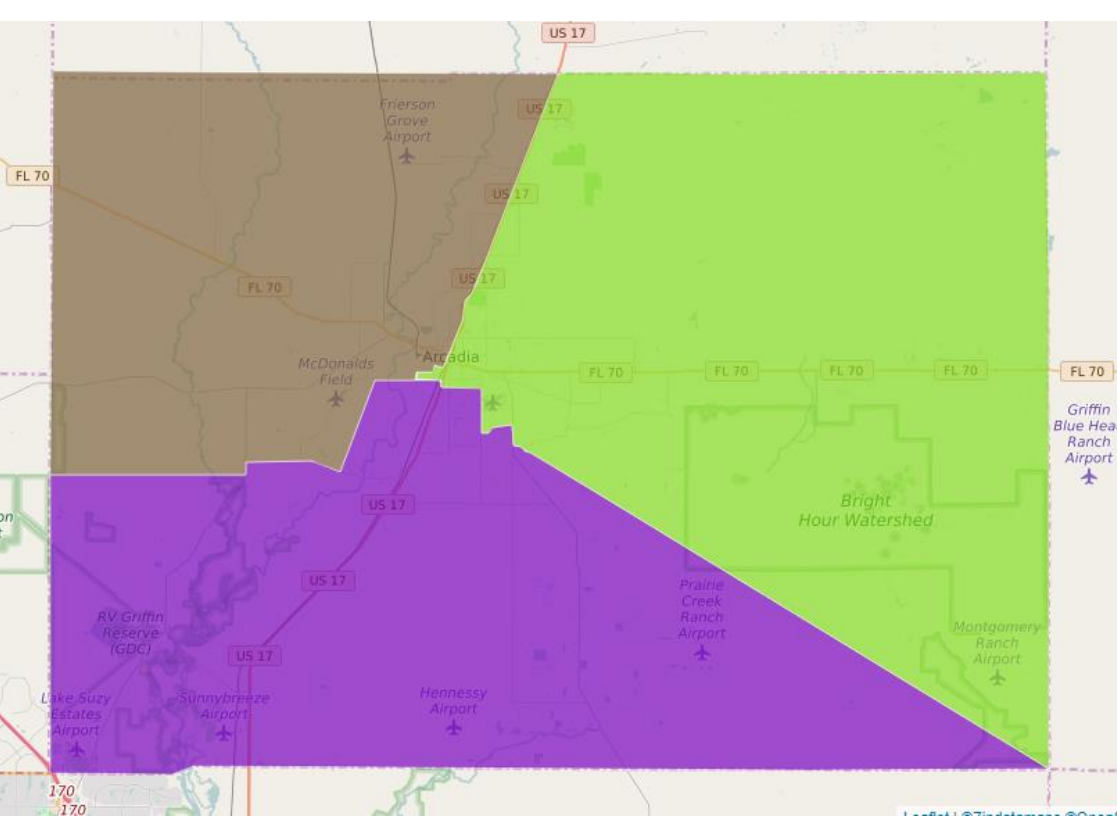 US 17
Frierson
Grove
Airport
US 17
FL 70
US 17
US 17
FL 70
Arcadia
McDonalds
Field
FL 70
FL 70
FL 70
FL 70
FL 70
Griffin
Blue Hea
Ranch
Airport
US 17
Bright
Hour Watershed
on
US 17
Prairie
Creek
Ranch
Airport
RV Griffin
Reserve
(GDC)
Montgomery
Ranch
Airport
US 17
Lake Suzy
Estates
Airport
Sunnybreeze
Airport
Hennessy
Airport
170
170